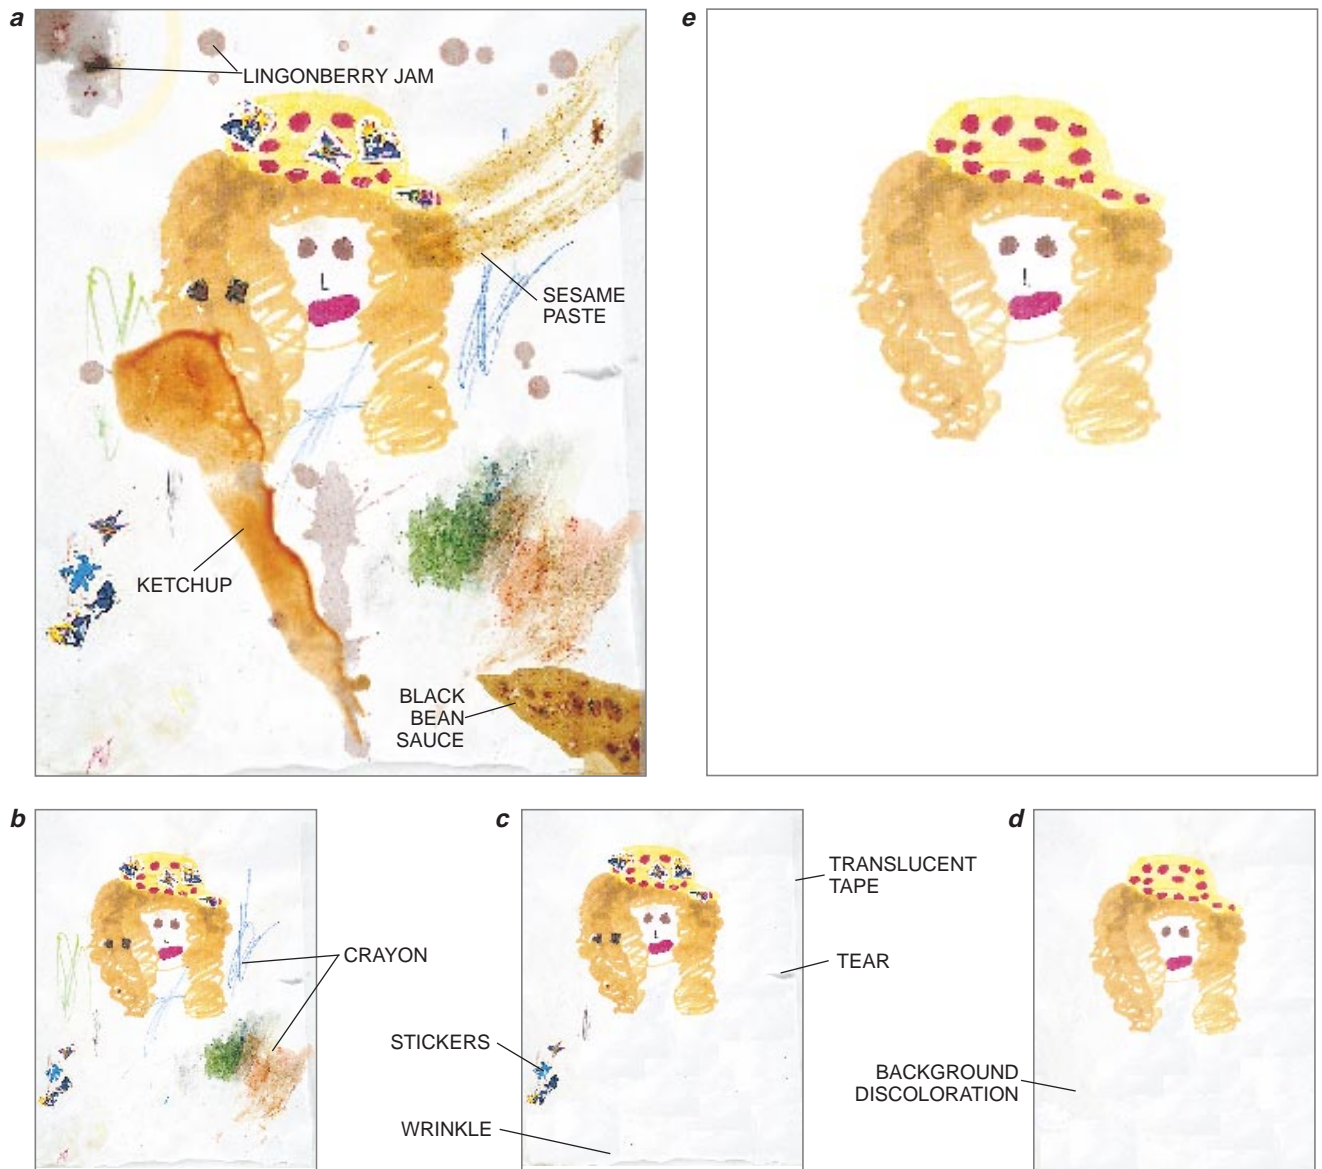 a
e
LINGONBERRY JAM
SESAME
PASTE
KETCHUP
BLACK
BEAN
SAUCE
b
c
d
TRANSLUCENT
TAPE
CRAYON
TEAR
STICKERS
BACKGROUND
DISCOLORATION
WRINKLE